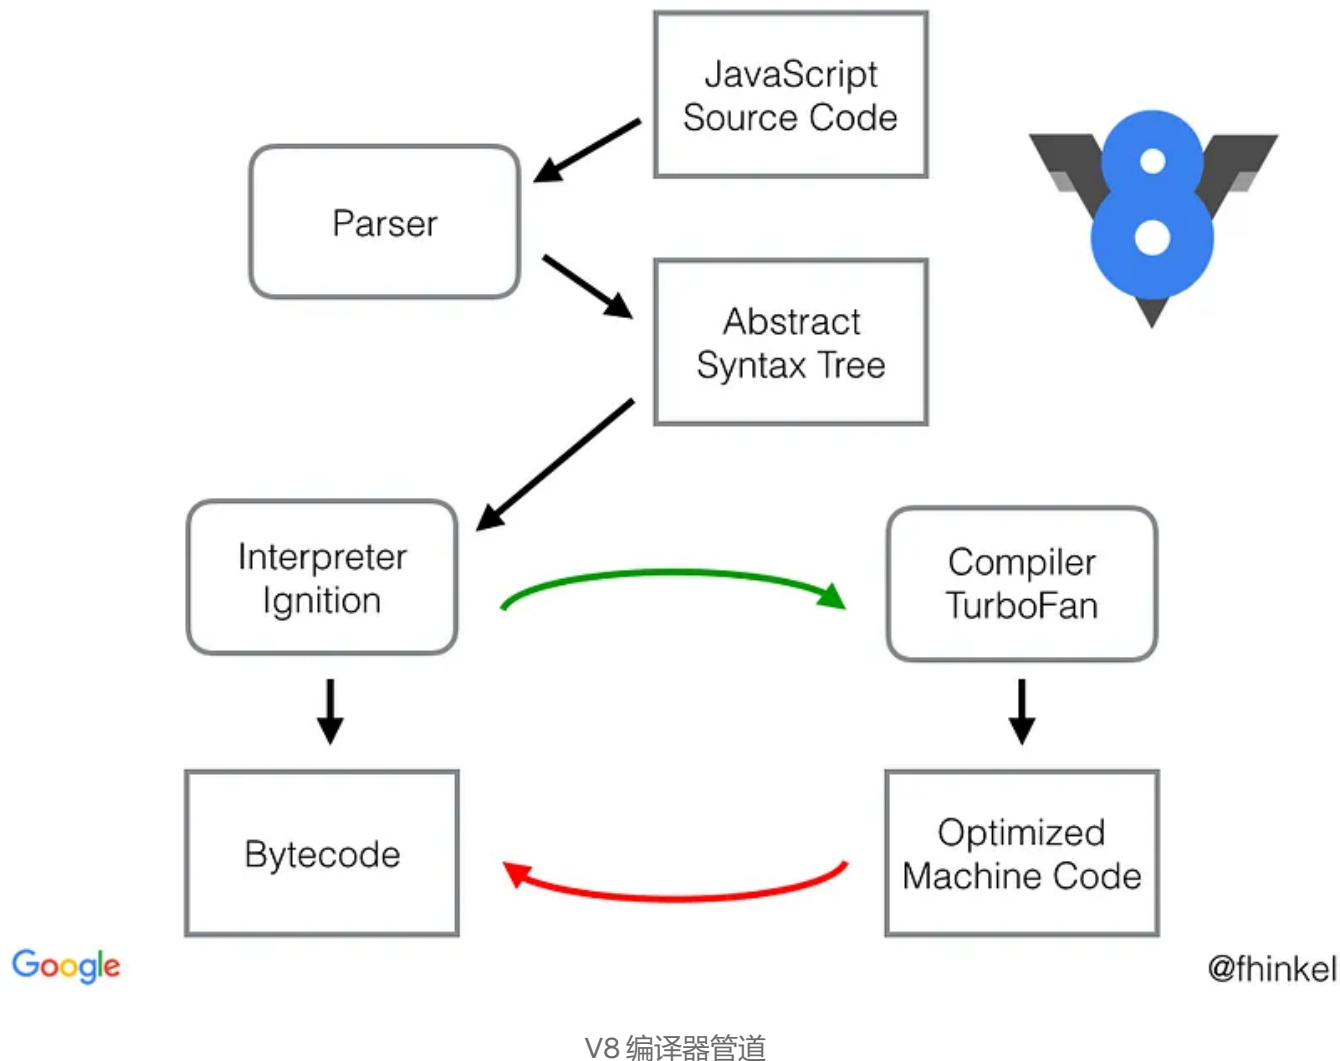 JavaScript
Source Code
Parser
Abstract
Syntax Tree
Interpreter
Ignition
Compiler
TurboFan
Bytecode
Optimized
Machine Code
Google
@fhinkel
V8 编译器管道